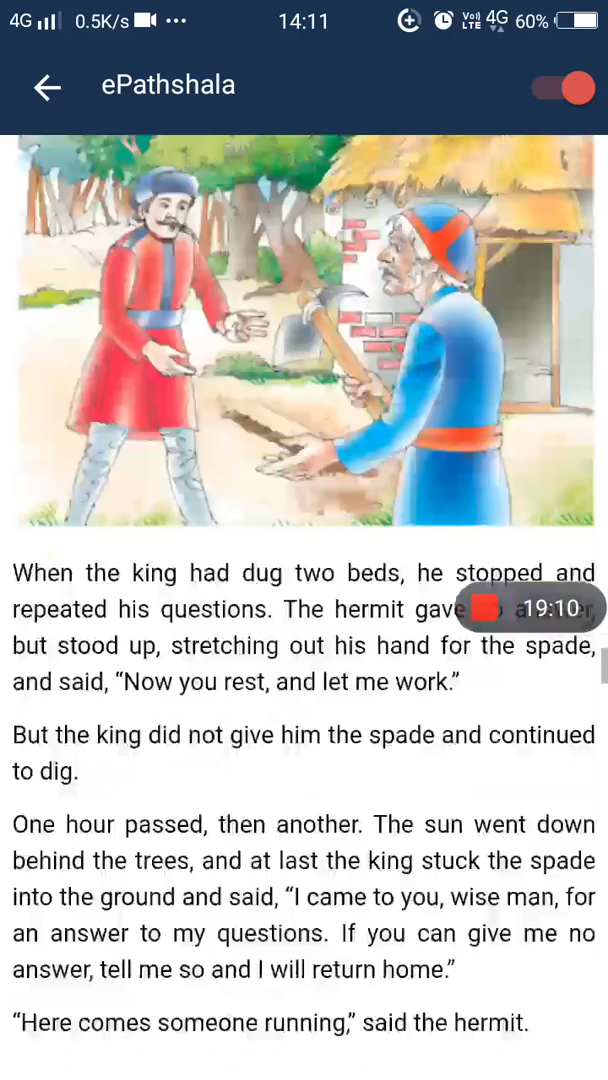 4G 0.5K/s ••• 14:11 VoD LTE 4G 60%
ePathshala
When the king had dug two beds, he stopped and
repeated his questions. The hermit gave
19:10
but stood up, stretching out his hand for the spade,
and said, “Now you rest, and let me work.”
But the king did not give him the spade and continued
to dig.
One hour passed, then another. The sun went down
behind the trees, and at last the king stuck the spade
into the ground and said, “I came to you, wise man, for
an answer to my questions. If you can give me no
answer, tell me so and I will return home.”
“Here comes someone running,” said the hermit.